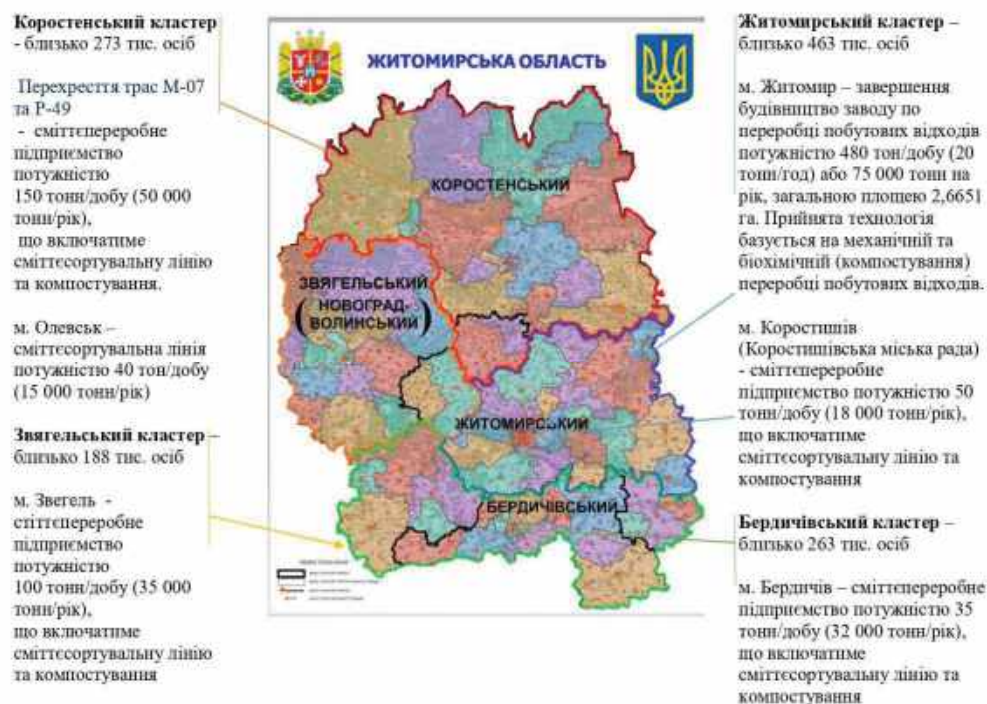 Коростенський кластер
- близько 273 тис. осіб
Перехрестя трас М-07
та Р-49
- сміттєпереробне
підприємство
потужністю
150 тонн/добу (50 000
тонн/рік),
що включатиме
сміттєсортувальну лінію
та компостування.
м. Олевськ –
сміттєсортувальна лінія
потужністю 40 тон/добу
(15 000 тонн/рік)
Звягельський кластер –
близько 188 тис. осіб
м. Звегель -
стіттєпереробне
підприємство
потужністю
100 тонн/добу (35 000
тонн/рік),
що включатиме
сміттєсортувальну лінію
та компостування
ЖИТОМИРСЬКА ОБЛАСТЬ
КОРОСТЕНСЬКИЙ
ЗВЯГЕЛЬСЬКИЙ
(НОВОГРАД-
ВОЛИНСЬКИЙ)
ЖИТОМИРСЬКИЙ
БЕРДИЧІВСЬКИЙ
Житомирський кластер –
близько 463 тис. осіб
м. Житомир – завершення
будівництво заводу по
переробці побутових відходів
потужністю 480 тон/добу (20
тонн/год) або 75 000 тонн на
рік, загальною площею 2,6651
га. Прийнята технологія
базується на механічній та
біохімічній (компостування)
переробці побутових відходів.
м. Коростишів
(Коростишівська міська рада)
- сміттєпереробне
підприємство потужністю 50
тонн/добу (18 000 тонн/рік),
що включатиме
сміттєсортувальну лінію та
компостування
Бердичівський кластер –
близько 263 тис. осіб
м. Бердичів – сміттєпереробне
підприємство потужністю 35
тонн/добу (32 000 тонн/рік),
що включатиме
сміттєсортувальну лінію та
компостування